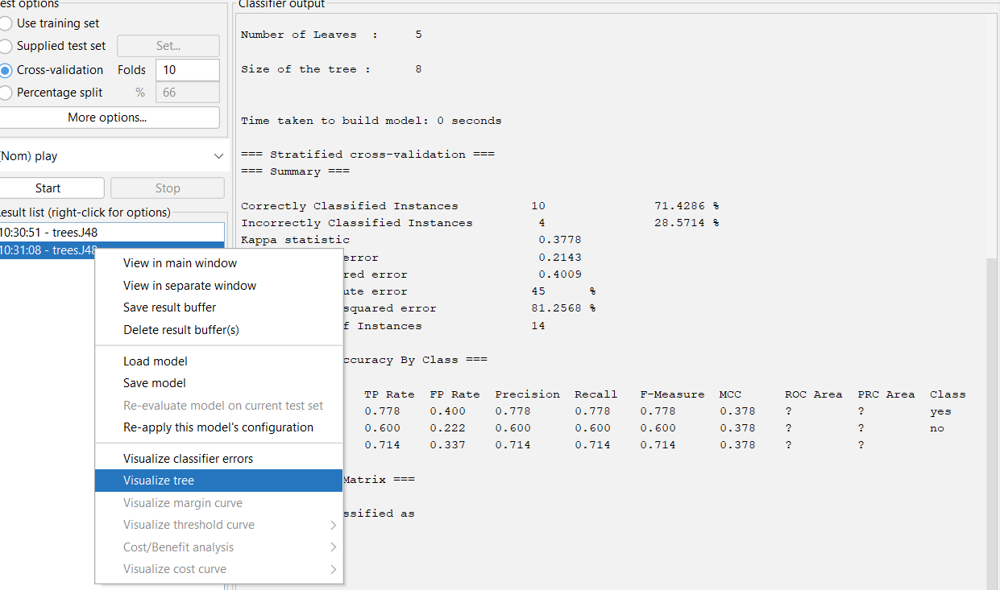 est options
Use training set
Supplied test set Set...
Cross-validation Folds 10
Percentage split % 66
More options...
(Nom) play
Start Stop
esult list (right-click for options)
10:30:51 - trees.J48
10:31:08 - trees.J48
View in main window
View in separate window
Save result buffer
Delete result buffer(s)
Load model
Save model
Re-evaluate model on current test set
Re-apply this model's configuration
Visualize classifier errors
Visualize tree
Visualize margin curve
Visualize threshold curve
Cost/Benefit analysis
Visualize cost curve
Classifier output
Number of Leaves : 5
Size of the tree : 8
Time taken to build model: 0 seconds
=== Stratified cross-validation ===
=== Summary ===
Correctly Classified Instances 10 71.4286 %
Incorrectly Classified Instances 4 28.5714 %
Kappa statistic 0.3778
error 0.2143
red error 0.4009
ute error 45 %
squared error 81.2568 %
f Instances 14
ccuracy By Class ===
TP Rate FP Rate Precision Recall F-Measure MCC ROC Area PRC Area Class
0.778 0.400 0.778 0.778 0.778 0.378 ? ? yes
0.600 0.222 0.600 0.600 0.600 0.378 ? ? no
0.714 0.337 0.714 0.714 0.714 0.378 ? ?
Matrix ===
ssified as